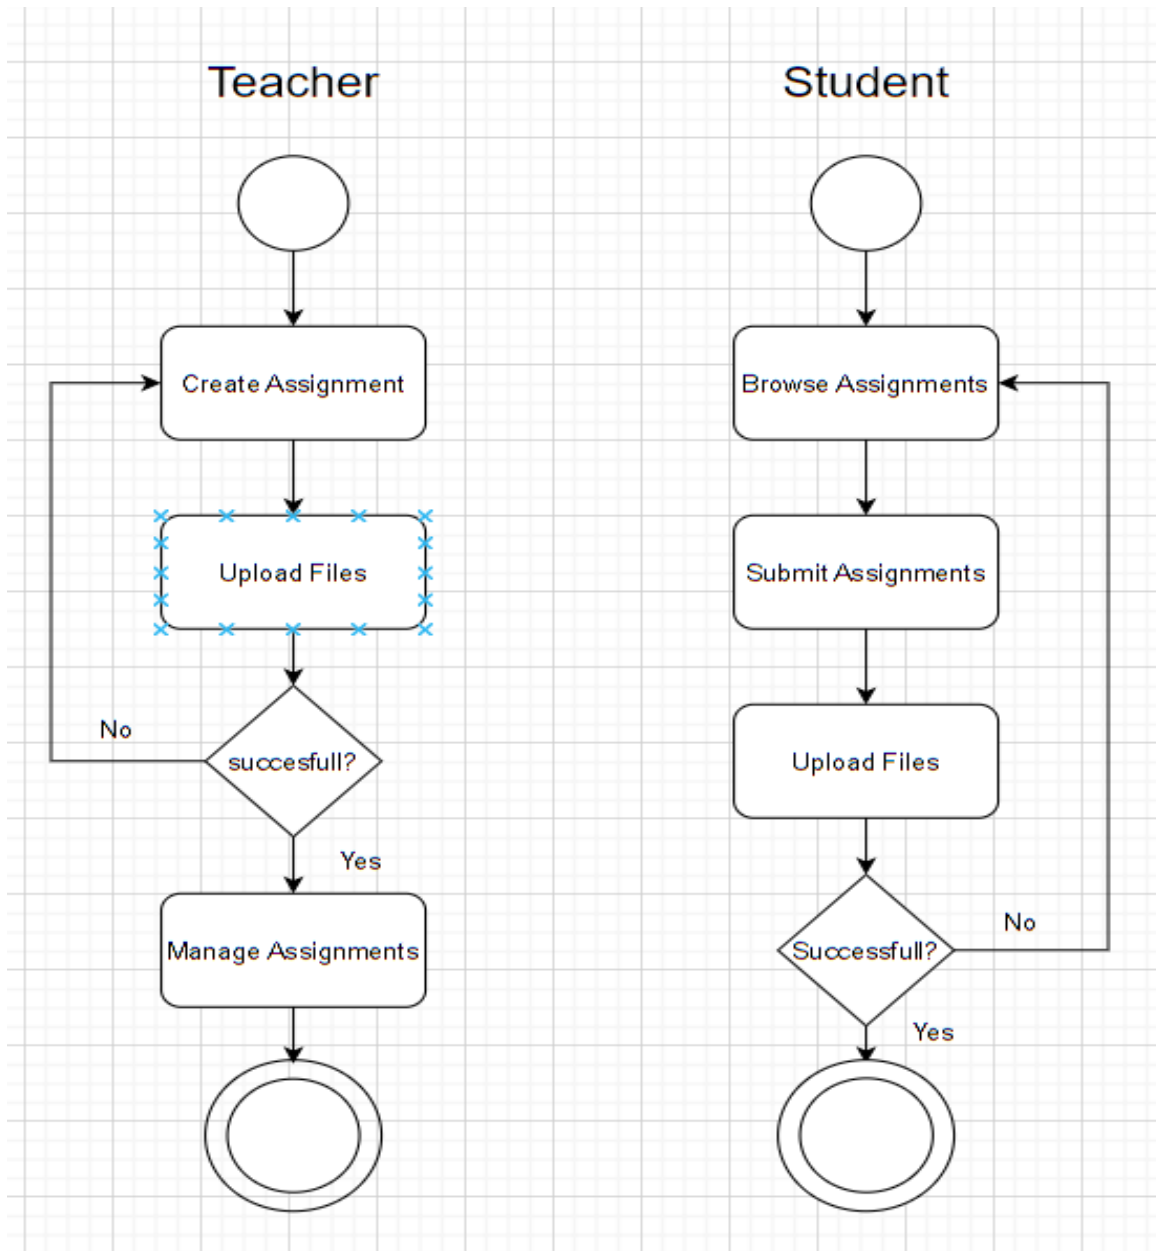 Teacher
Create Assignment
Upload Files
No
succesfull?
Yes
Manage Assignments
Student
Browse Assignments
Submit Assignments
Upload Files
Successfull?
No
Yes